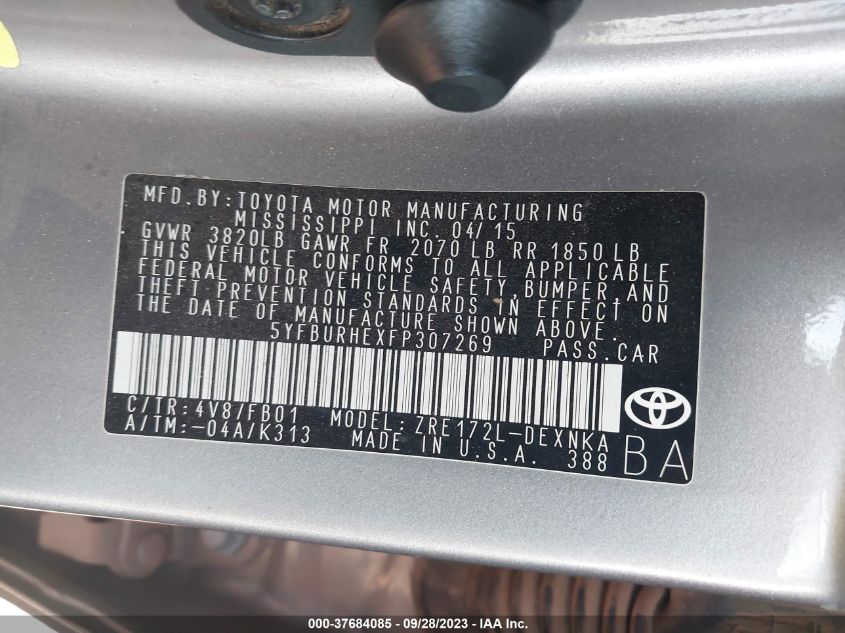 MFD. BY:TOYOTA MOTOR MANUFACTURING
MISSISSIPPI INC. 04/15
GVWR 3820LB GAWR FR 2070 LB RR 1850 LB
THIS VEHICLE CONFORMS TO ALL APPLICABLE
FEDERAL MOTOR VEHICLE SAFETY,BUMPER,AND
THEFT PREVENTION STANDARDS IN EFFECT ON
THE DATE OF MANUFACTURE SHOWN ABOVE.
5YFBURHEXFP307269 PASS.CAR
C/TR:4V8/FB01 MODEL:ZRE172L-DEXNKA
A/TM:-04A/K313 MADE IN U.S.A. 388 BA
000-37684085 - 09/28/2023 - IAA Inc.